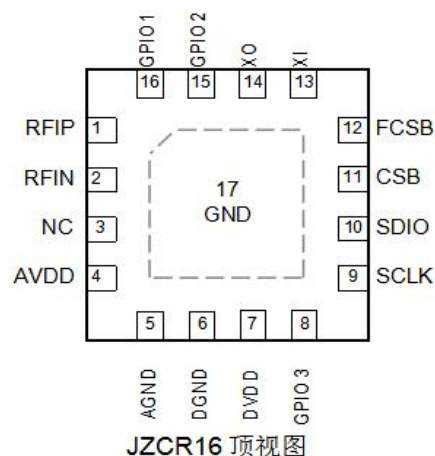 GPIO1 GPIO2 XO XI
16 15 14 13
RFIP 1 12 FCSB
RFIN 2 11 CSB
17
GND
NC 3 10 SDIO
AVDD 4 9 SCLK
5 6 7 8
AGND DGND DVDD GPIO3
JZCR16 顶视图